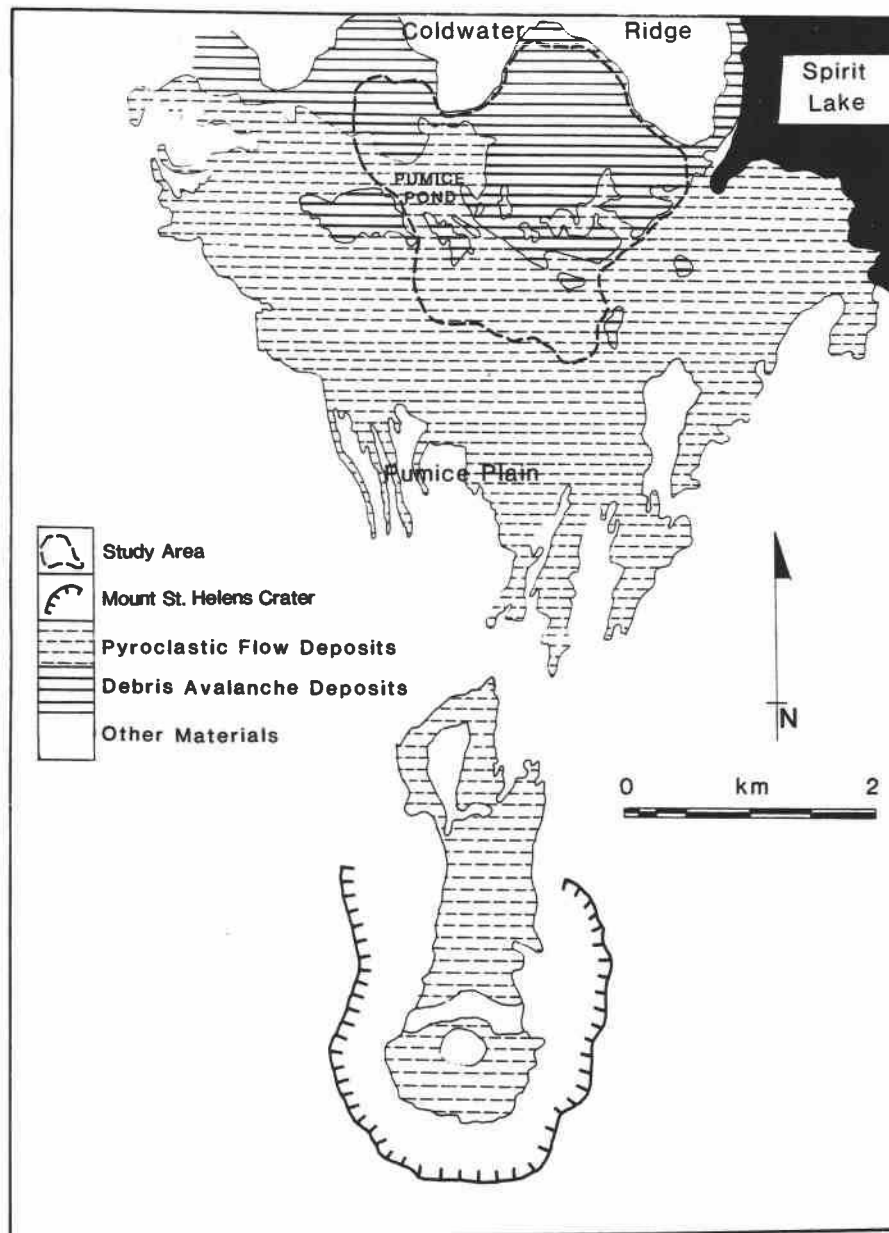 Coldwater Ridge
Spirit
Lake
PUMICE
POND
Pumice Plain
Study Area
Mount St. Helens Crater
Pyroclastic Flow Deposits
Debris Avalanche Deposits
Other Materials
N
0 km 2